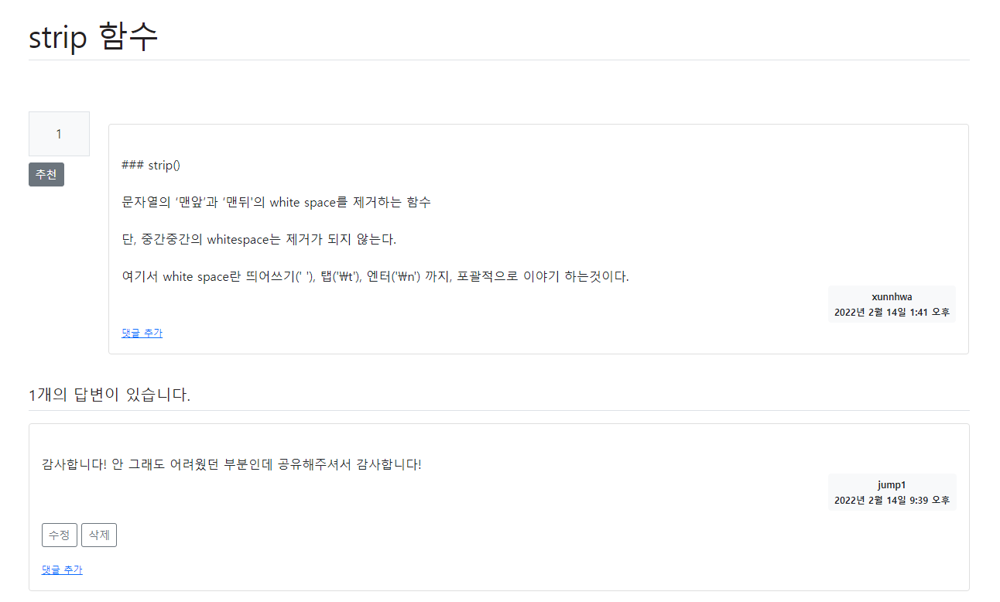 strip 함수
1
추천
### strip()
문자열의 ‘맨앞’과 ‘맨뒤'의 white space를 제거하는 함수
단, 중간중간의 whitespace는 제거가 되지 않는다.
여기서 white space란 띄어쓰기(' '), 탭('₩t'), 엔터('₩n') 까지, 포괄적으로 이야기 하는것이다.
xunnhwa
2022년 2월 14일 1:41 오후
댓글 추가
1개의 답변이 있습니다.
감사합니다! 안 그래도 어려웠던 부분인데 공유해주셔서 감사합니다!
jump1
2022년 2월 14일 9:39 오후
수정 삭제
댓글 추가